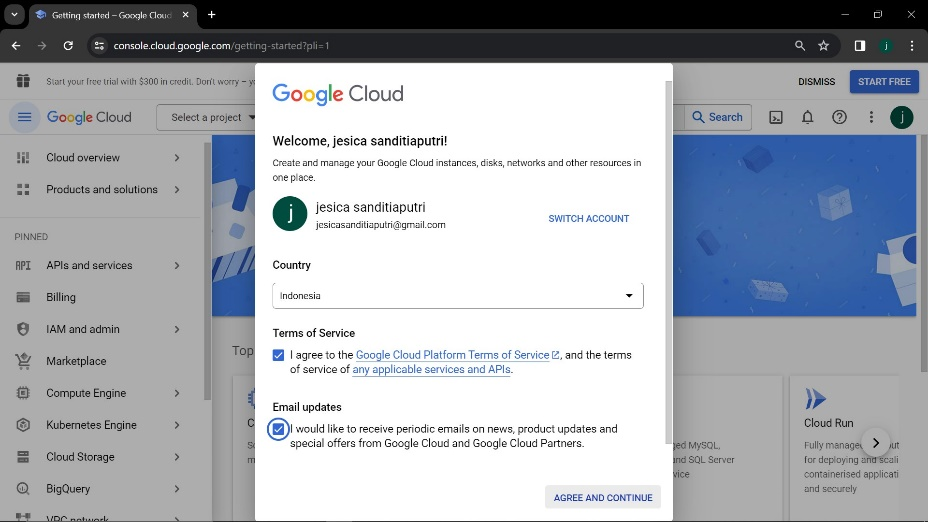 Getting started – Google Cloud
console.cloud.google.com/getting-started?pli=1
j
Start your free trial with $300 in credit. Don't worry –
DISMISS
START FREE
Google Cloud
Select a project
Search
j
Cloud overview
Products and solutions
PINNED
API APIs and services
Billing
IAM and admin
Marketplace
Compute Engine
Kubernetes Engine
Cloud Storage
BigQuery
VPC network
Top
Google Cloud
Welcome, jesica sanditiaputri!
Create and manage your Google Cloud instances, disks, networks and other resources in
one place.
j
jesica sanditiaputri
jesicasanditiaputri@gmail.com
SWITCH ACCOUNT
Country
Indonesia
Terms of Service
I agree to the Google Cloud Platform Terms of Service, and the terms
of service of any applicable services and APIs.
Email updates
I would like to receive periodic emails on news, product updates and
special offers from Google Cloud and Google Cloud Partners.
AGREE AND CONTINUE
MySQL,
and SQL Server
Cloud Run
Fully
for deploying and
containerised
and securely